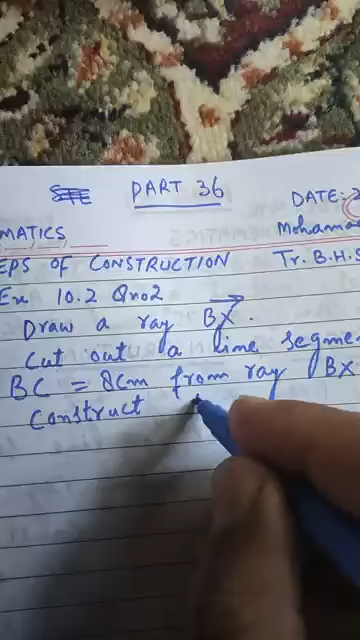 PART 36
DATE:
MATICS
EPS OF CONSTRUCTION Tr. B.H.S
Ex 10.2 Qno2
Draw a ray BX.
Cut out a line segme
BC = 8cm from ray BX
Construct